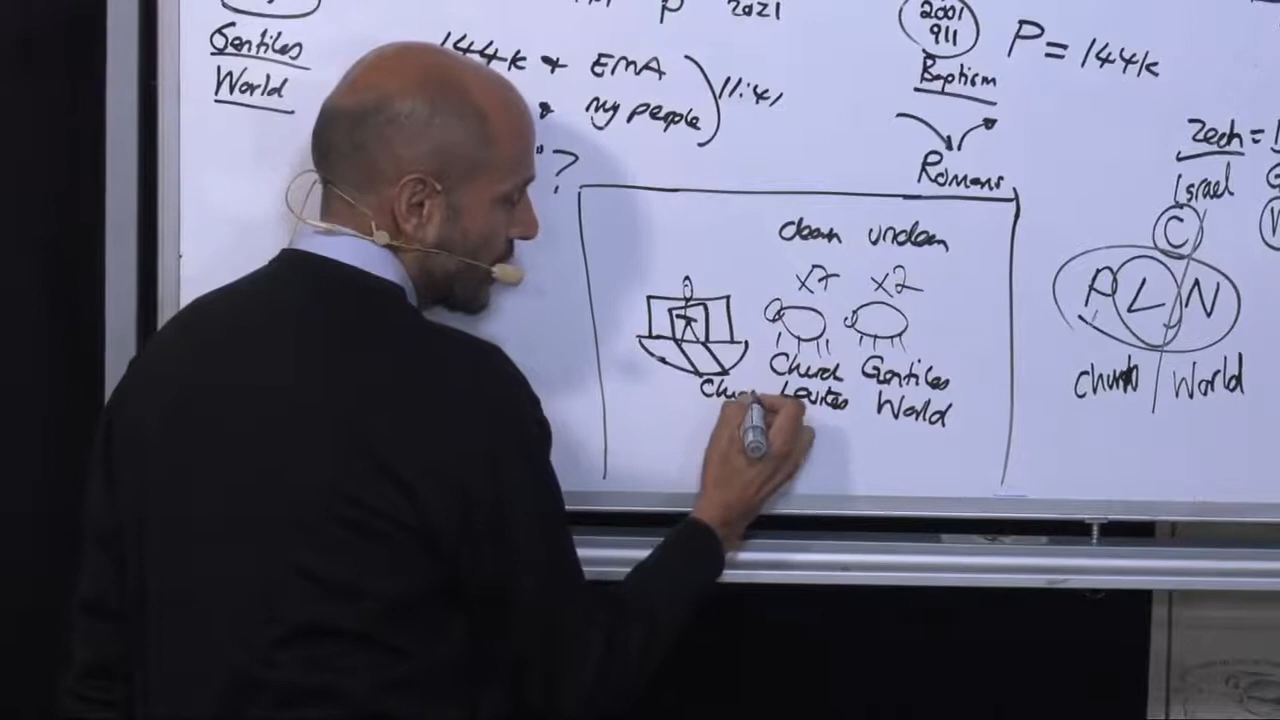 P 2021
Gentiles
World
144k + EMA
& My people
11:41
"?
2001
911
Baptism
P = 144k
Romans
Zech =
Israel
C
P L N
Church | World
clean unclean
x7 x2
Church Gentiles
Levites World
Chu